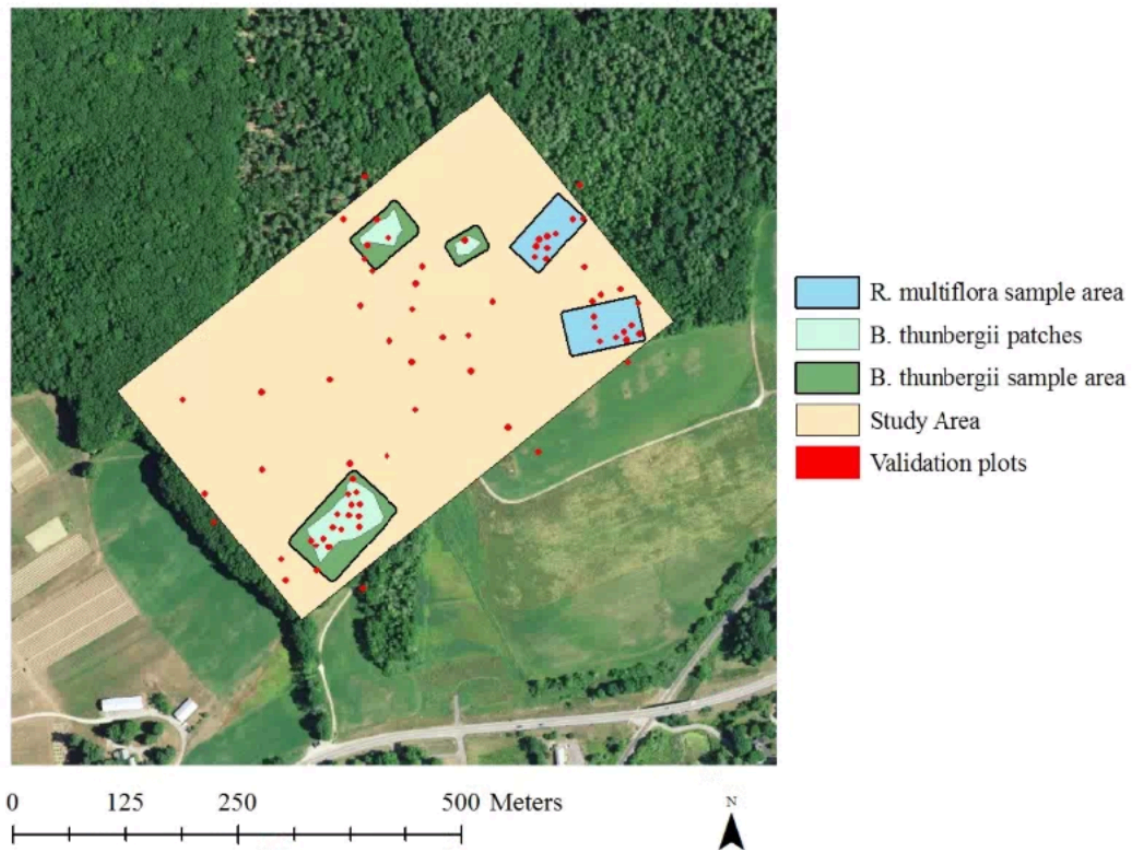 R. multiflora sample area
B. thunbergii patches
B. thunbergii sample area
Study Area
Validation plots
0 125 250 500 Meters
N